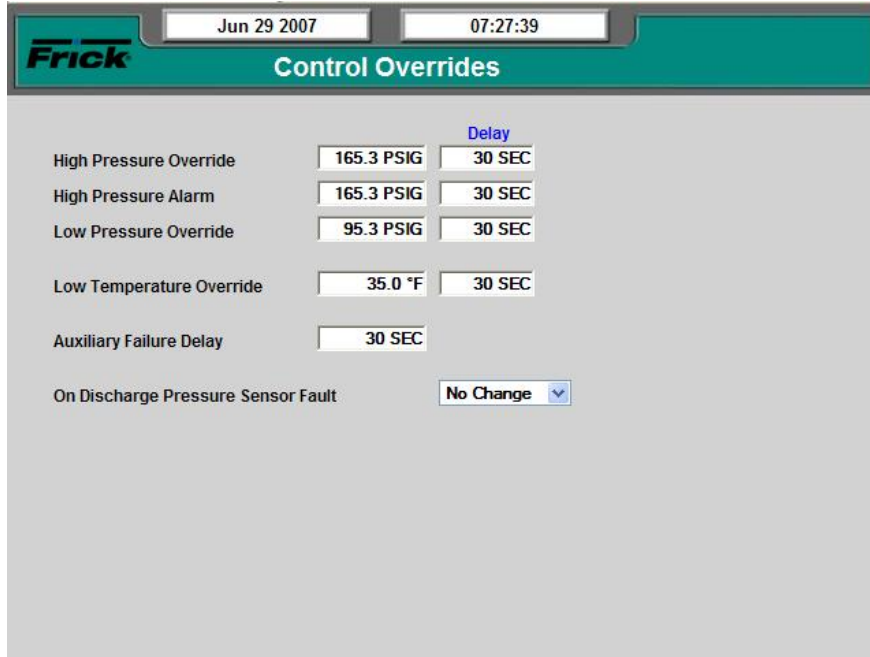 Jun 29 2007 07:27:39
Frick
Control Overrides
Delay
High Pressure Override 165.3 PSIG 30 SEC
High Pressure Alarm 165.3 PSIG 30 SEC
Low Pressure Override 95.3 PSIG 30 SEC
Low Temperature Override 35.0 °F 30 SEC
Auxiliary Failure Delay 30 SEC
On Discharge Pressure Sensor Fault No Change